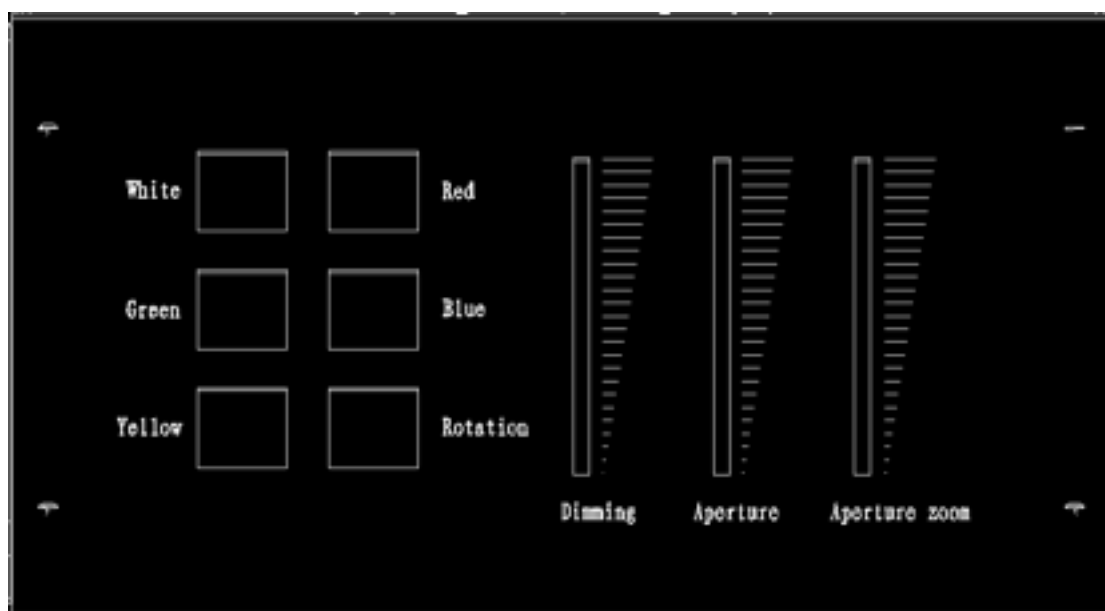 White
Red
Green
Blue
Yellow
Rotation
Dimming
Aperture
Aperture zoom